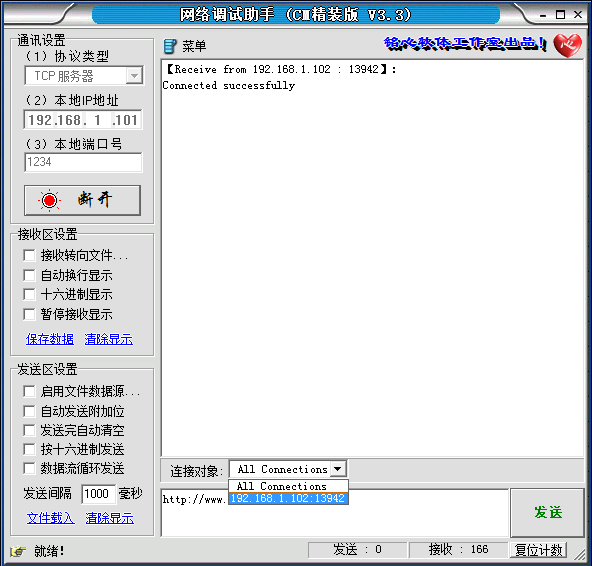 网络调试助手 (CM精装版 V3.3)
通讯设置
(1) 协议类型
TCP服务器
(2) 本地IP地址
192.168. 1 .101
(3) 本地端口号
1234
断开
接收区设置
接收转向文件...
自动换行显示
十六进制显示
暂停接收显示
保存数据 清除显示
发送区设置
启用文件数据源...
自动发送附加位
发送完自动清空
按十六进制发送
数据流循环发送
发送间隔 1000 毫秒
文件载入 清除显示
菜单
铭心软体工作室出品!
【Receive from 192.168.1.102 : 13942】:
Connected successfully
连接对象: All Connections
All Connections
192.168.1.102:13942
http://www.
发送
就绪!
发送 : 0
接收 : 166
复位计数